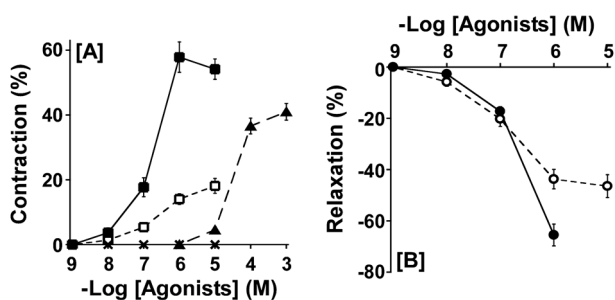 [A]
Contraction (%)
60
40
20
0
9 8 7 6 5 4 3
-Log [Agonists] (M)
-Log [Agonists] (M)
9 8 7 6 5
Relaxation (%)
0
-20
-40
-60
-80
[B]